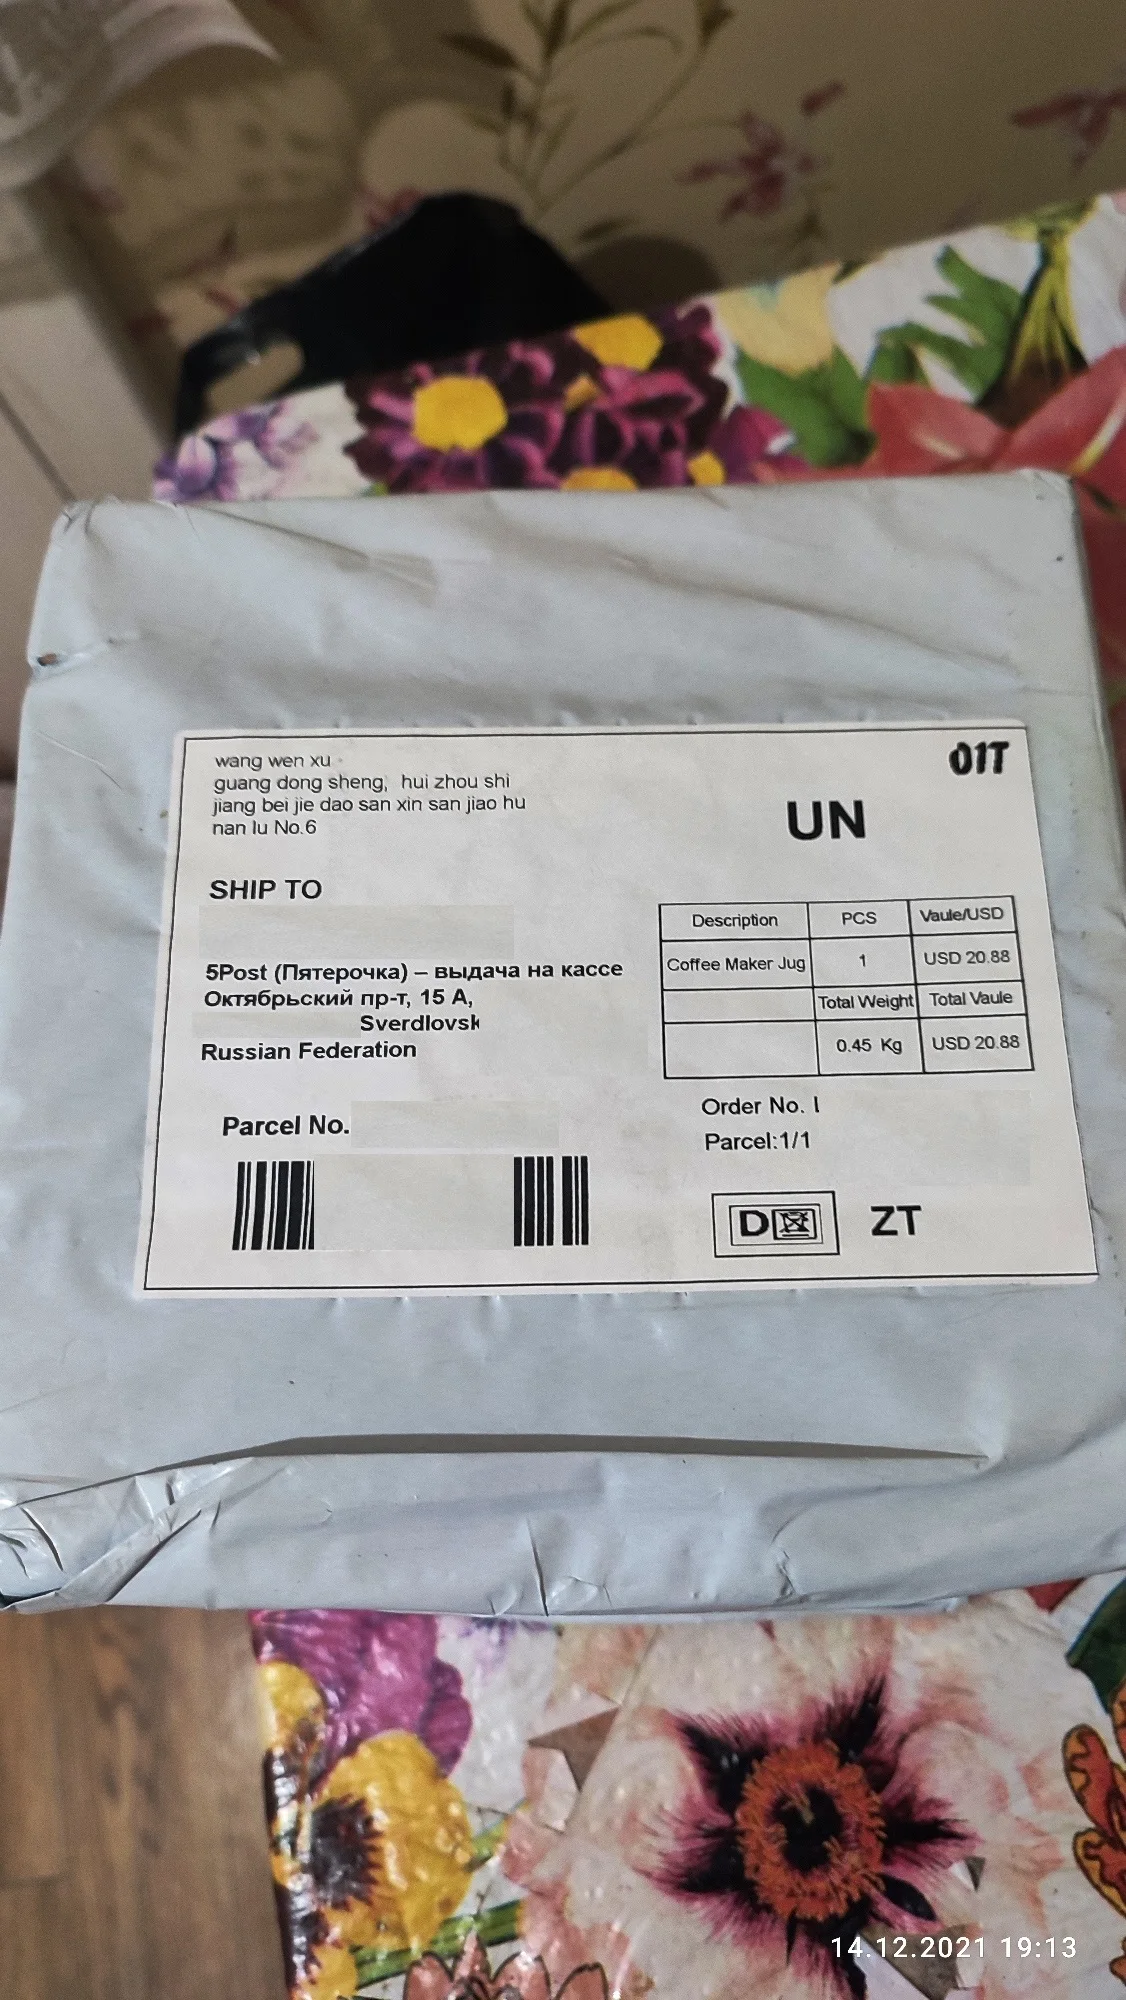 wang wen xu
guang dong sheng, hui zhou shi
jiang bei jie dao san xin san jiao hu
nan lu No.6
01T
UN
SHIP TO
5Post (Пятерочка) – выдача на кассе
Октябрьский пр-т, 15 А,
Sverdlovsk
Russian Federation
Description PCS Vaule/USD
Coffee Maker Jug 1 USD 20.88
Total Weight Total Vaule
0.45 Kg USD 20.88
Parcel No.
Order No. I
Parcel:1/1
D ZT
14.12.2021 19:13